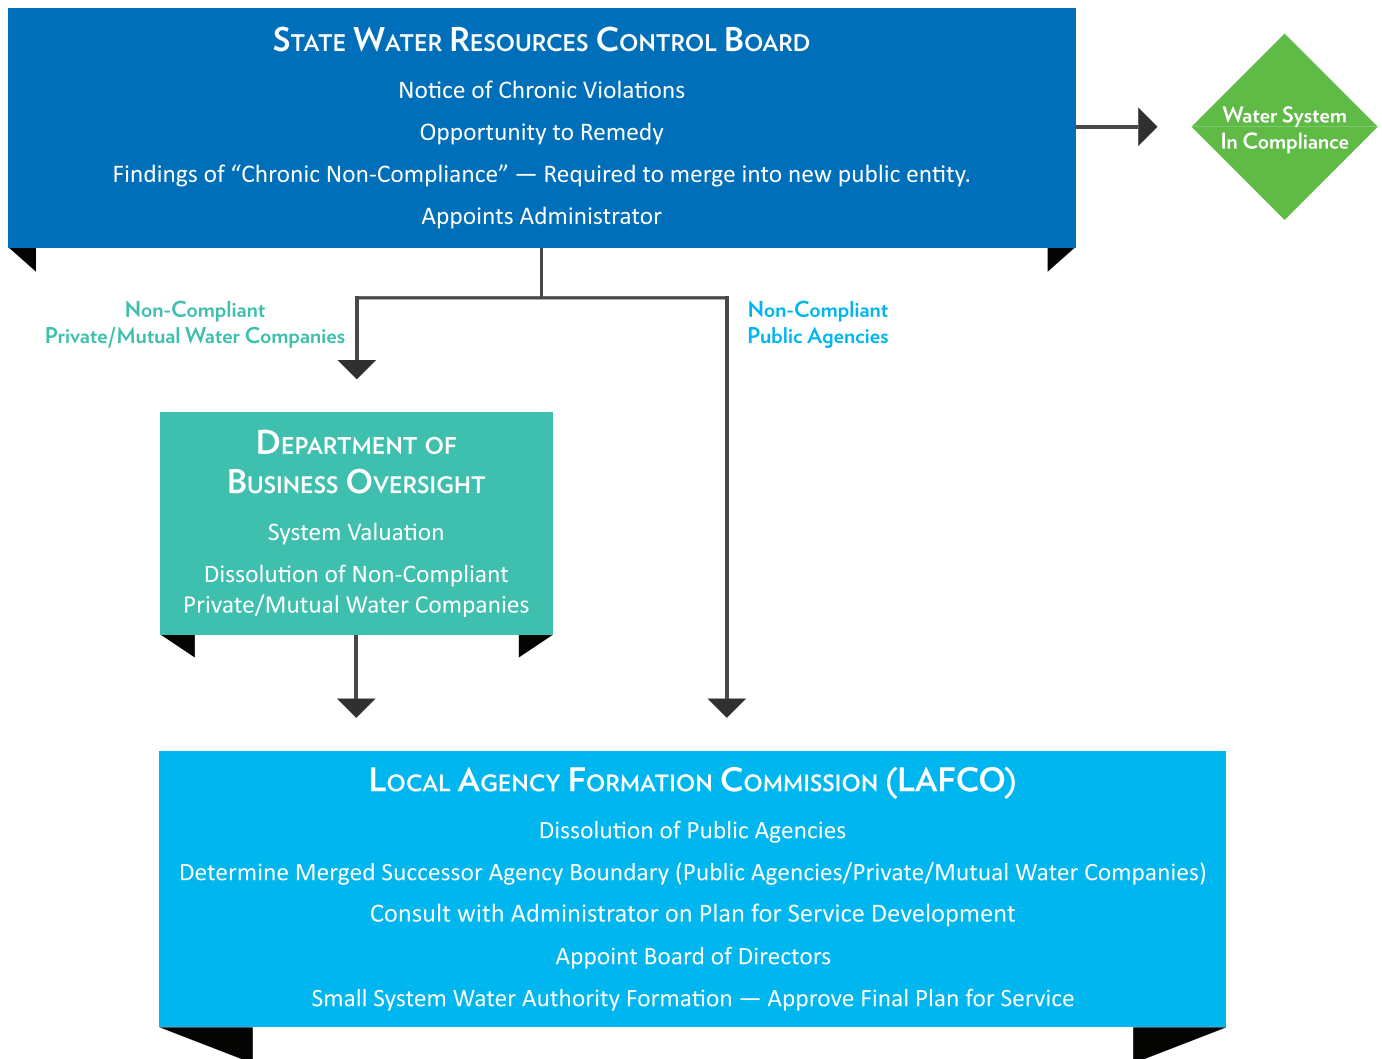 STATE WATER RESOURCES CONTROL BOARD
Notice of Chronic Violations
Opportunity to Remedy
Findings of “Chronic Non-Compliance” — Required to merge into new public entity.
Appoints Administrator
Water System
In Compliance
Non-Compliant
Private/Mutual Water Companies
Non-Compliant
Public Agencies
DEPARTMENT OF
BUSINESS OVERSIGHT
System Valuation
Dissolution of Non-Compliant
Private/Mutual Water Companies
LOCAL AGENCY FORMATION COMMISSION (LAFCO)
Dissolution of Public Agencies
Determine Merged Successor Agency Boundary (Public Agencies/Private/Mutual Water Companies)
Consult with Administrator on Plan for Service Development
Appoint Board of Directors
Small System Water Authority Formation — Approve Final Plan for Service